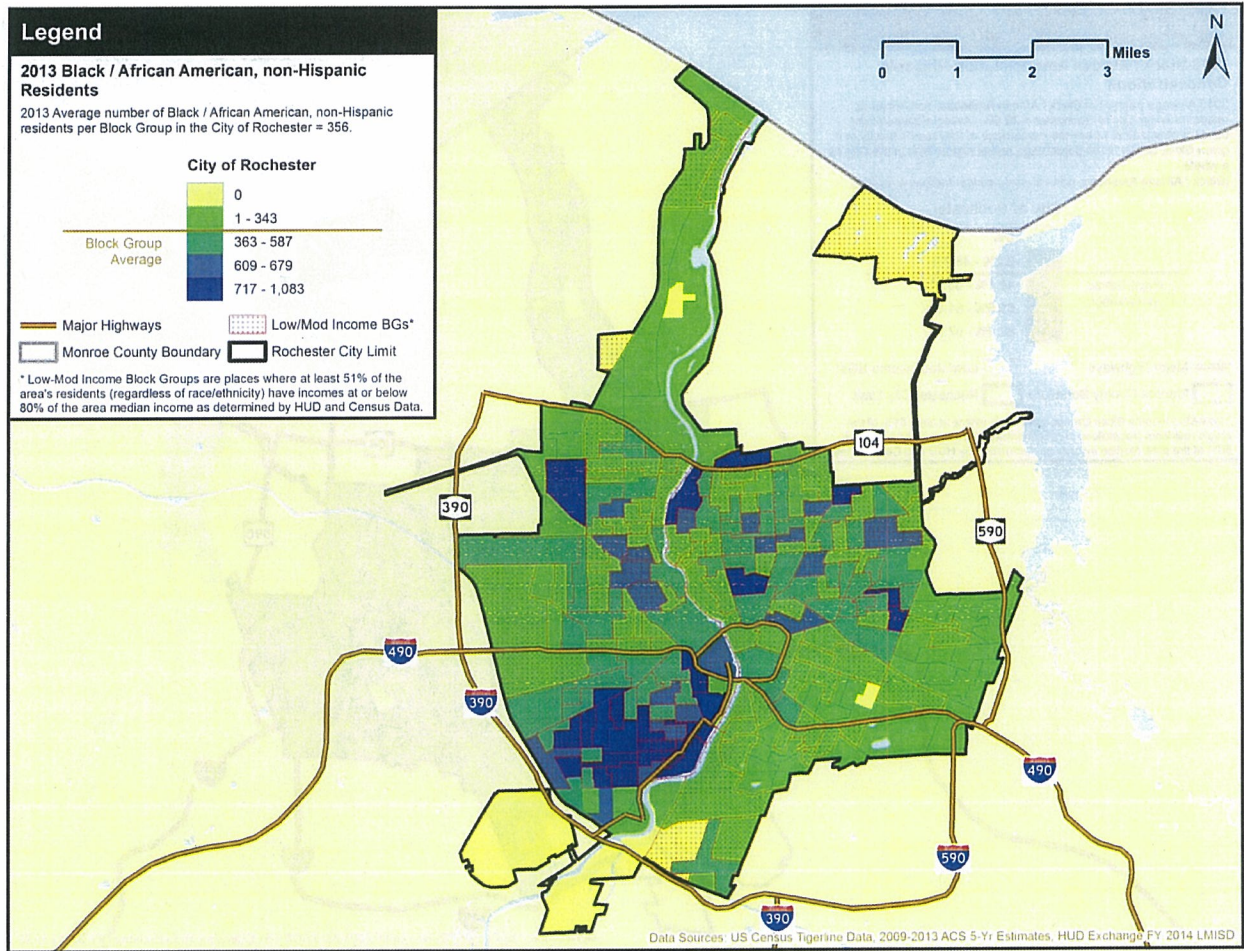 Legend
2013 Black / African American, non-Hispanic
Residents
2013 Average number of Black / African American, non-Hispanic
residents per Block Group in the City of Rochester = 356.
City of Rochester
0
1 - 343
Block Group
Average
363 - 587
609 - 679
717 - 1,083
Major Highways
Low/Mod Income BGs*
Monroe County Boundary
Rochester City Limit
* Low-Mod Income Block Groups are places where at least 51% of the
area's residents (regardless of race/ethnicity) have incomes at or below
80% of the area median income as determined by HUD and Census Data.
N
Miles
0 1 2 3
104
390
590
490
390
490
590
390
Data Sources: US Census Tigerline Data, 2009-2013 ACS 5-Yr Estimates, HUD Exchange FY 2014 LMISD